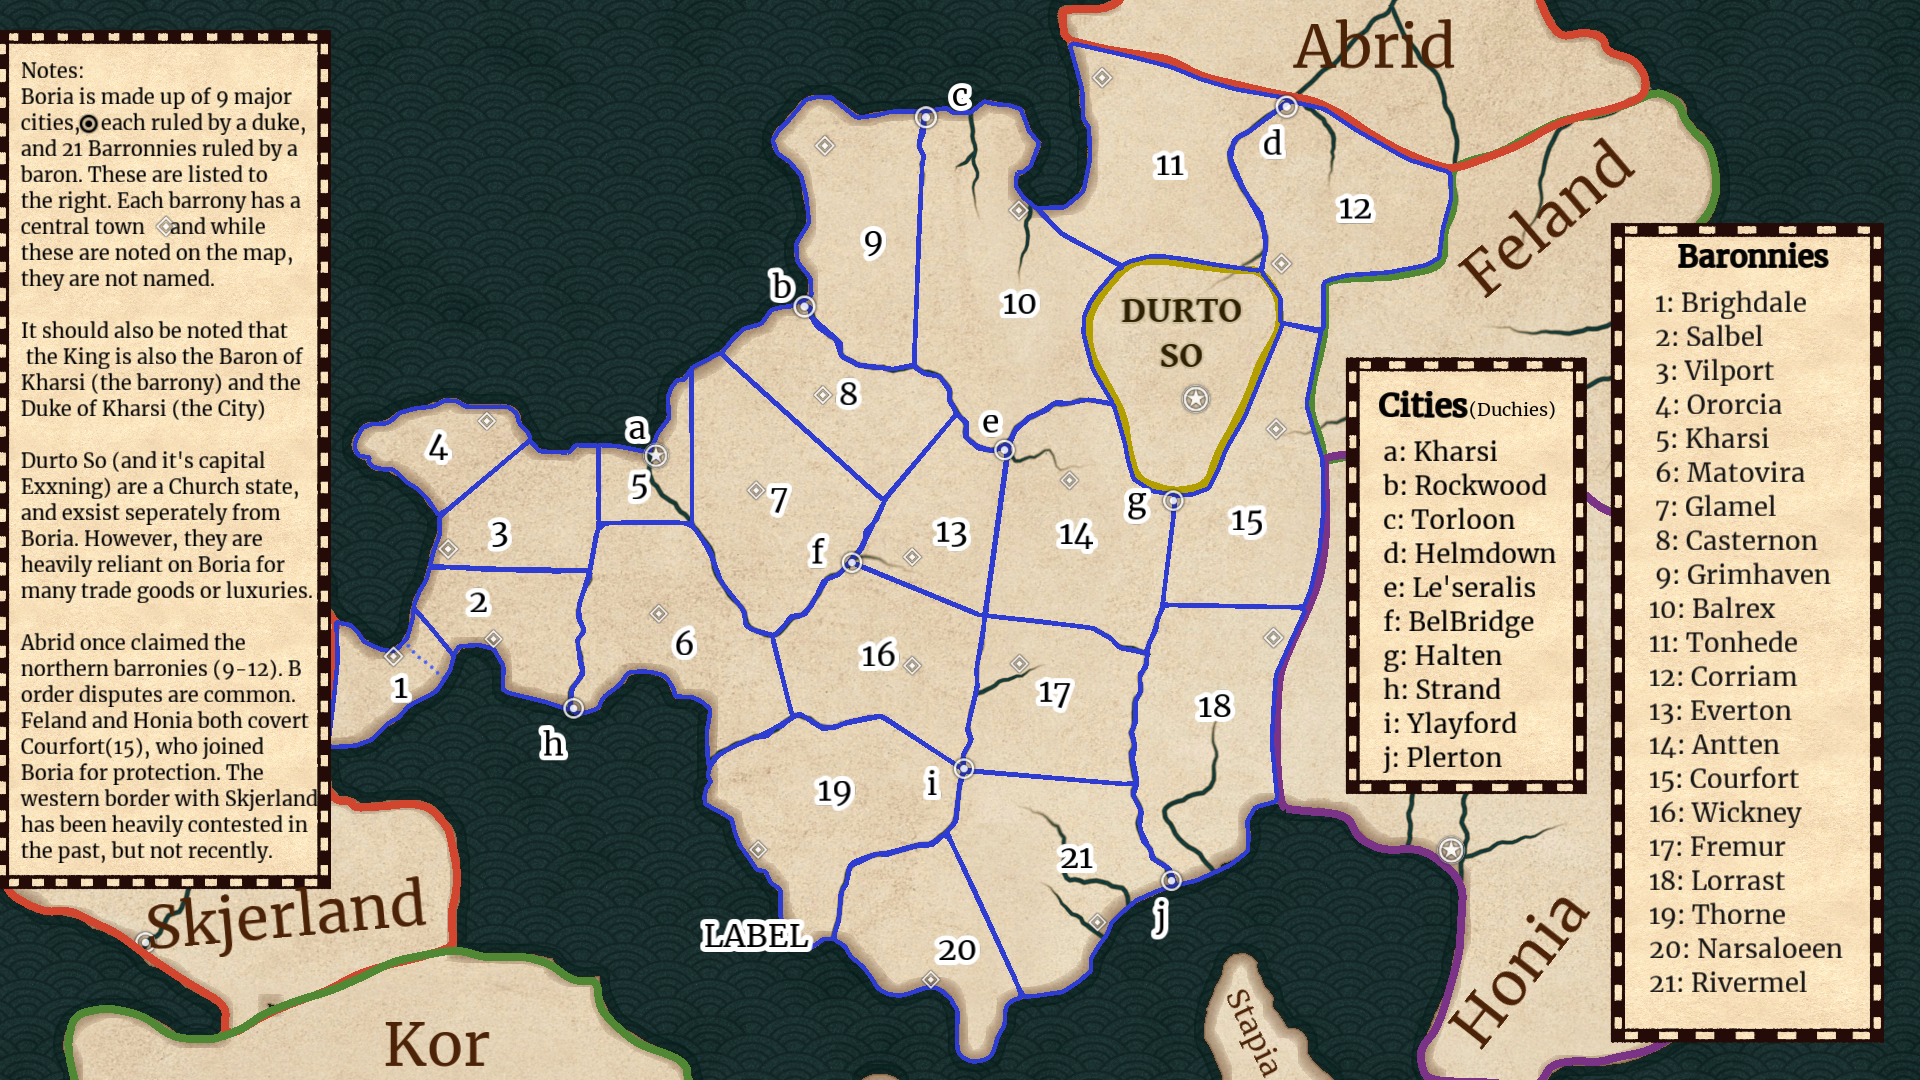 Notes:
Boria is made up of 9 major
cities, each ruled by a duke,
and 21 Barronnies ruled by a
baron. These are listed to
the right. Each barrony has a
central town and while
these are noted on the map,
they are not named.
It should also be noted that
the King is also the Baron of
Kharsi (the barrony) and the
Duke of Kharsi (the City)
Durto So (and it's capital
Exxning) are a Church state,
and exsist seperately from
Boria. However, they are
heavily reliant on Boria for
many trade goods or luxuries.
Abrid once claimed the
northern barronies (9-12). B
order disputes are common.
Feland and Honia both covert
Courfort(15), who joined
Boria for protection. The
western border with Skjerland
has been heavily contested in
the past, but not recently.
Abrid
Feland
c
d
11
12
9
b
10
DURTO
SO
8
a
4
e
5
7
g
3
f
13
14
15
2
6
16
1
17
18
h
i
19
21
j
LABEL
20
Skjerland
Kor
Stapia
Honia
Cities (Duchies)
a: Kharsi
b: Rockwood
c: Torloon
d: Helmdown
e: Le'seralis
f: BelBridge
g: Halten
h: Strand
i: Ylayford
j: Plerton
Baronnies
1: Brighdale
2: Salbel
3: Vilport
4: Ororcia
5: Kharsi
6: Matovira
7: Glamel
8: Casternon
9: Grimhaven
10: Balrex
11: Tonhede
12: Corriam
13: Everton
14: Antten
15: Courfort
16: Wickney
17: Fremur
18: Lorrast
19: Thorne
20: Narsaloeen
21: Rivermel